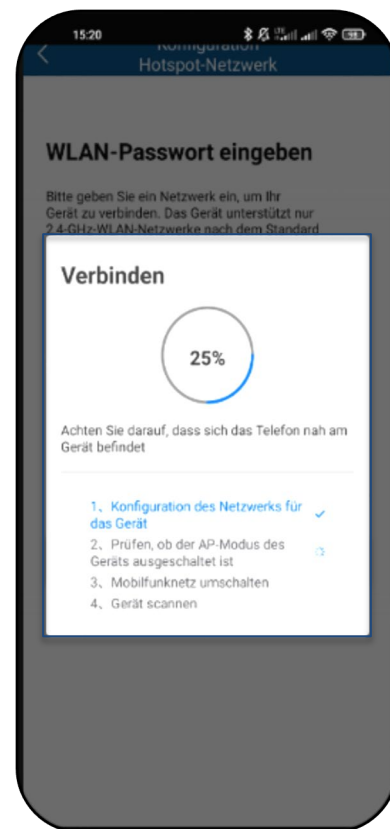 15:20
Konfiguration
Hotspot-Netzwerk
WLAN-Passwort eingeben
Bitte geben Sie ein Netzwerk ein, um Ihr
Gerät zu verbinden. Das Gerät unterstützt nur
2,4-GHz-WLAN-Netzwerke nach dem Standard
Verbinden
25%
Achten Sie darauf, dass sich das Telefon nah am
Gerät befindet
1、Konfiguration des Netzwerks für
das Gerät
2、Prüfen, ob der AP-Modus des
Geräts ausgeschaltet ist
3、Mobilfunknetz umschalten
4、Gerät scannen